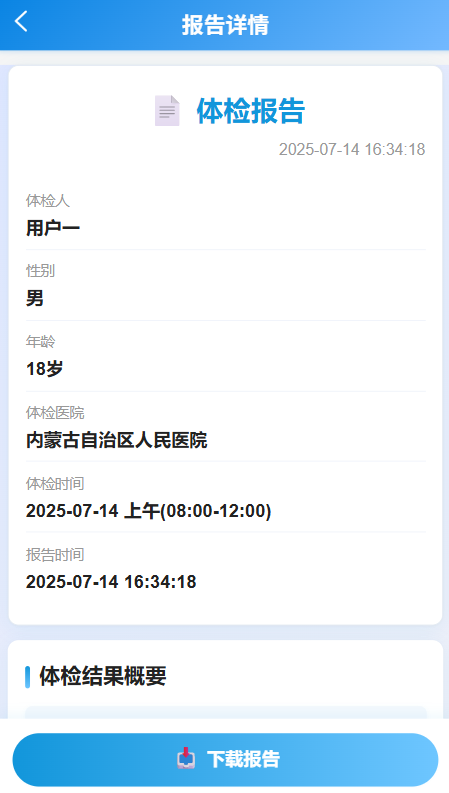 报告详情
体检报告
2025-07-14 16:34:18
体检人
用户一
性别
男
年龄
18岁
体检医院
内蒙古自治区人民医院
体检时间
2025-07-14 上午(08:00-12:00)
报告时间
2025-07-14 16:34:18
体检结果概要
下载报告